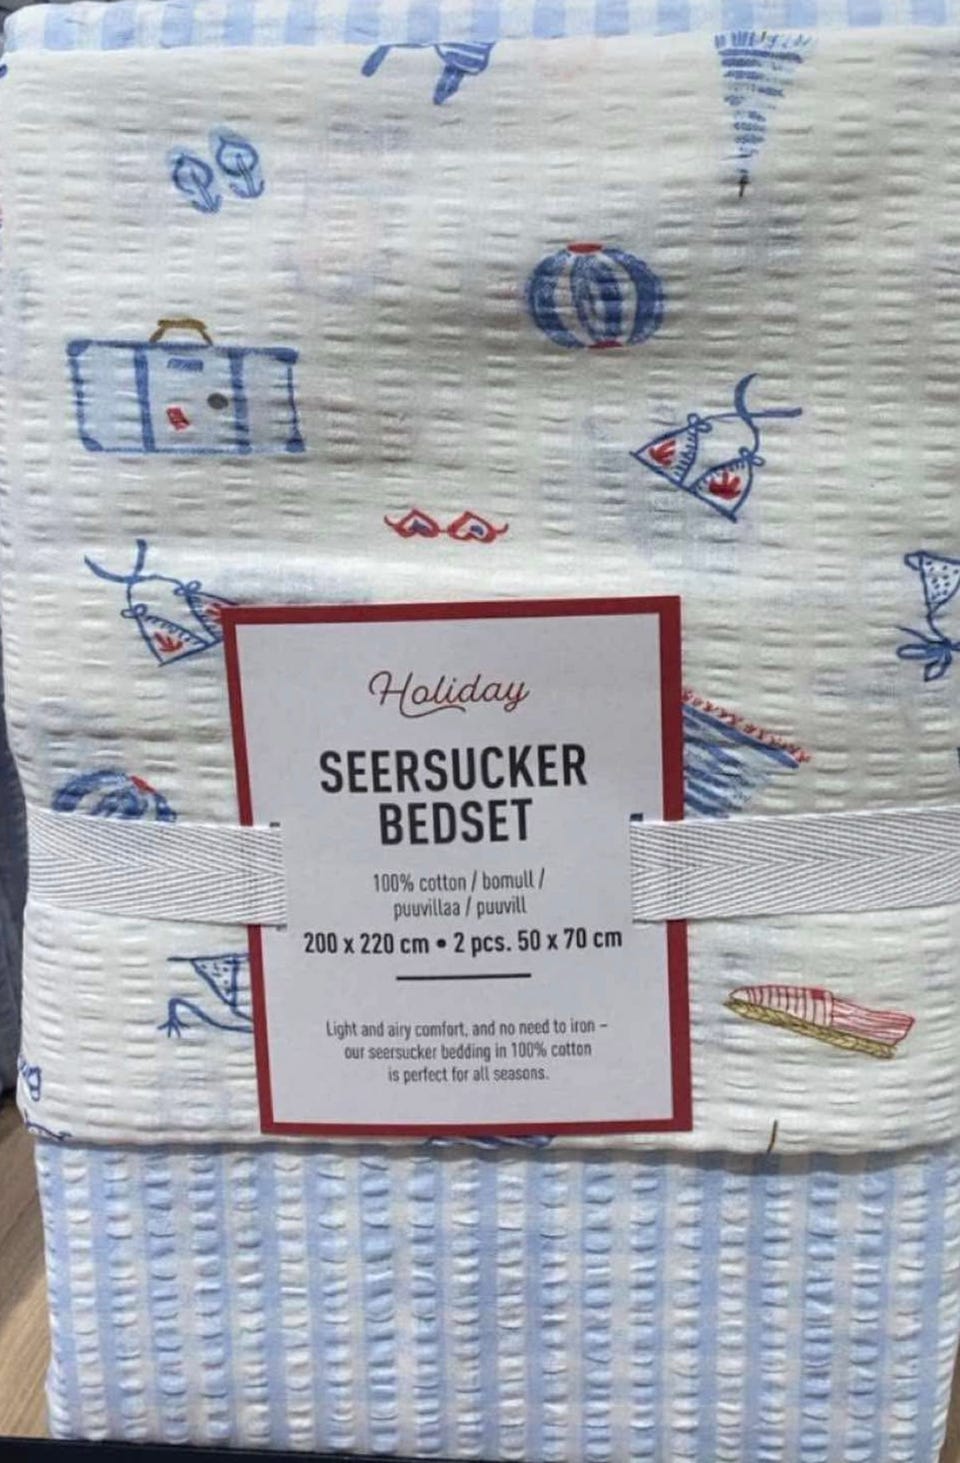 Holiday
SEERSUCKER
BEDSET
100% cotton / bomull /
puuvillaa / puuvill
200 x 220 cm • 2 pcs. 50 x 70 cm
Light and airy comfort, and no need to iron –
our seersucker bedding in 100% cotton
is perfect for all seasons.